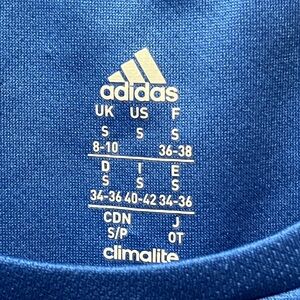 adidas
UK US F
S S S
8-10 36-38
D I E
S S S
34-36 40-42 34-36
CDN J
S/P OT
climalite